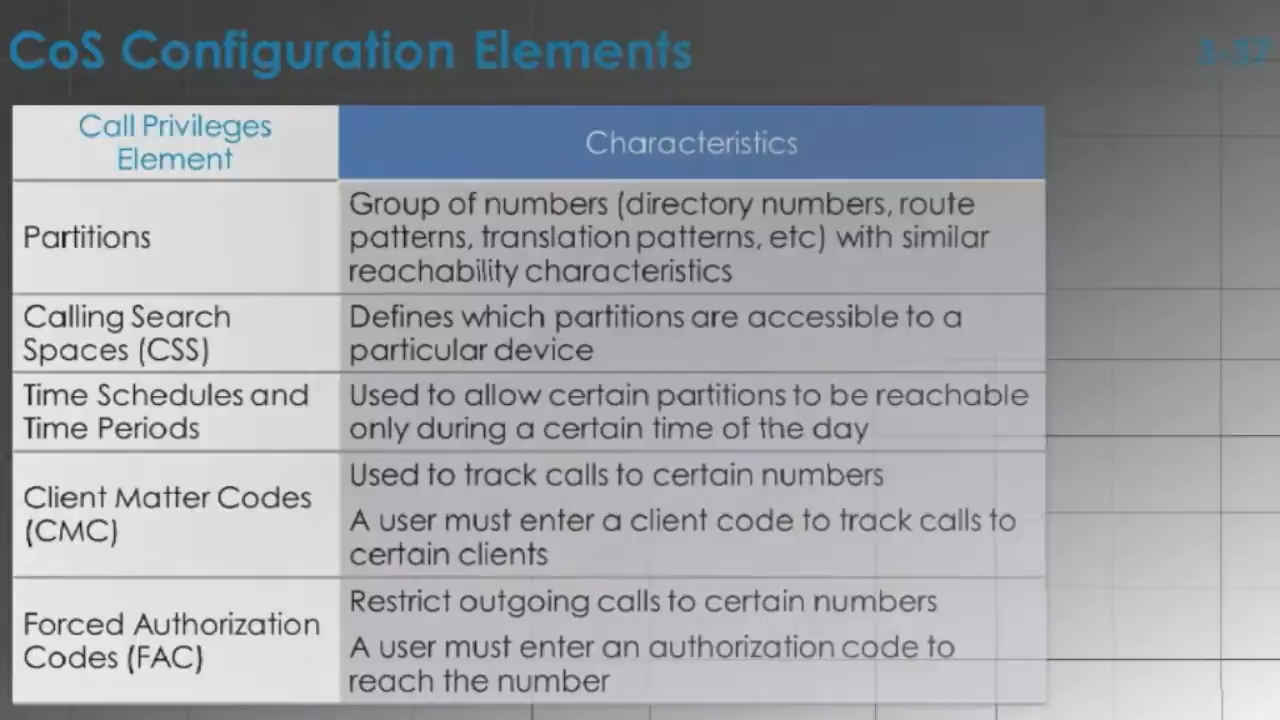 CoS Configuration Elements
3-37
Call Privileges
Element
Characteristics
Partitions
Group of numbers (directory numbers, route
patterns, translation patterns, etc) with similar
reachability characteristics
Calling Search
Spaces (CSS)
Defines which partitions are accessible to a
particular device
Time Schedules and
Time Periods
Used to allow certain partitions to be reachable
only during a certain time of the day
Client Matter Codes
(CMC)
Used to track calls to certain numbers
A user must enter a client code to track calls to
certain clients
Forced Authorization
Codes (FAC)
Restrict outgoing calls to certain numbers
A user must enter an authorization code to
reach the number